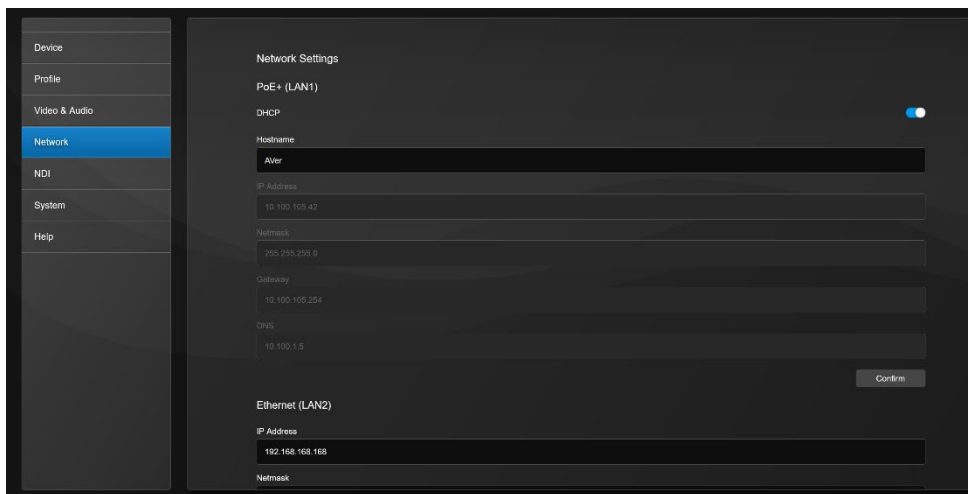 Device
Profile
Video & Audio
Network
NDI
System
Help
Network Settings
PoE+ (LAN1)
DHCP
Hostname
AVer
IP Address
10.100.105.42
Netmask
255.255.255.0
Gateway
10.100.105.254
DNS
10.100.1.5
Confirm
Ethernet (LAN2)
IP Address
192.168.168.168
Netmask